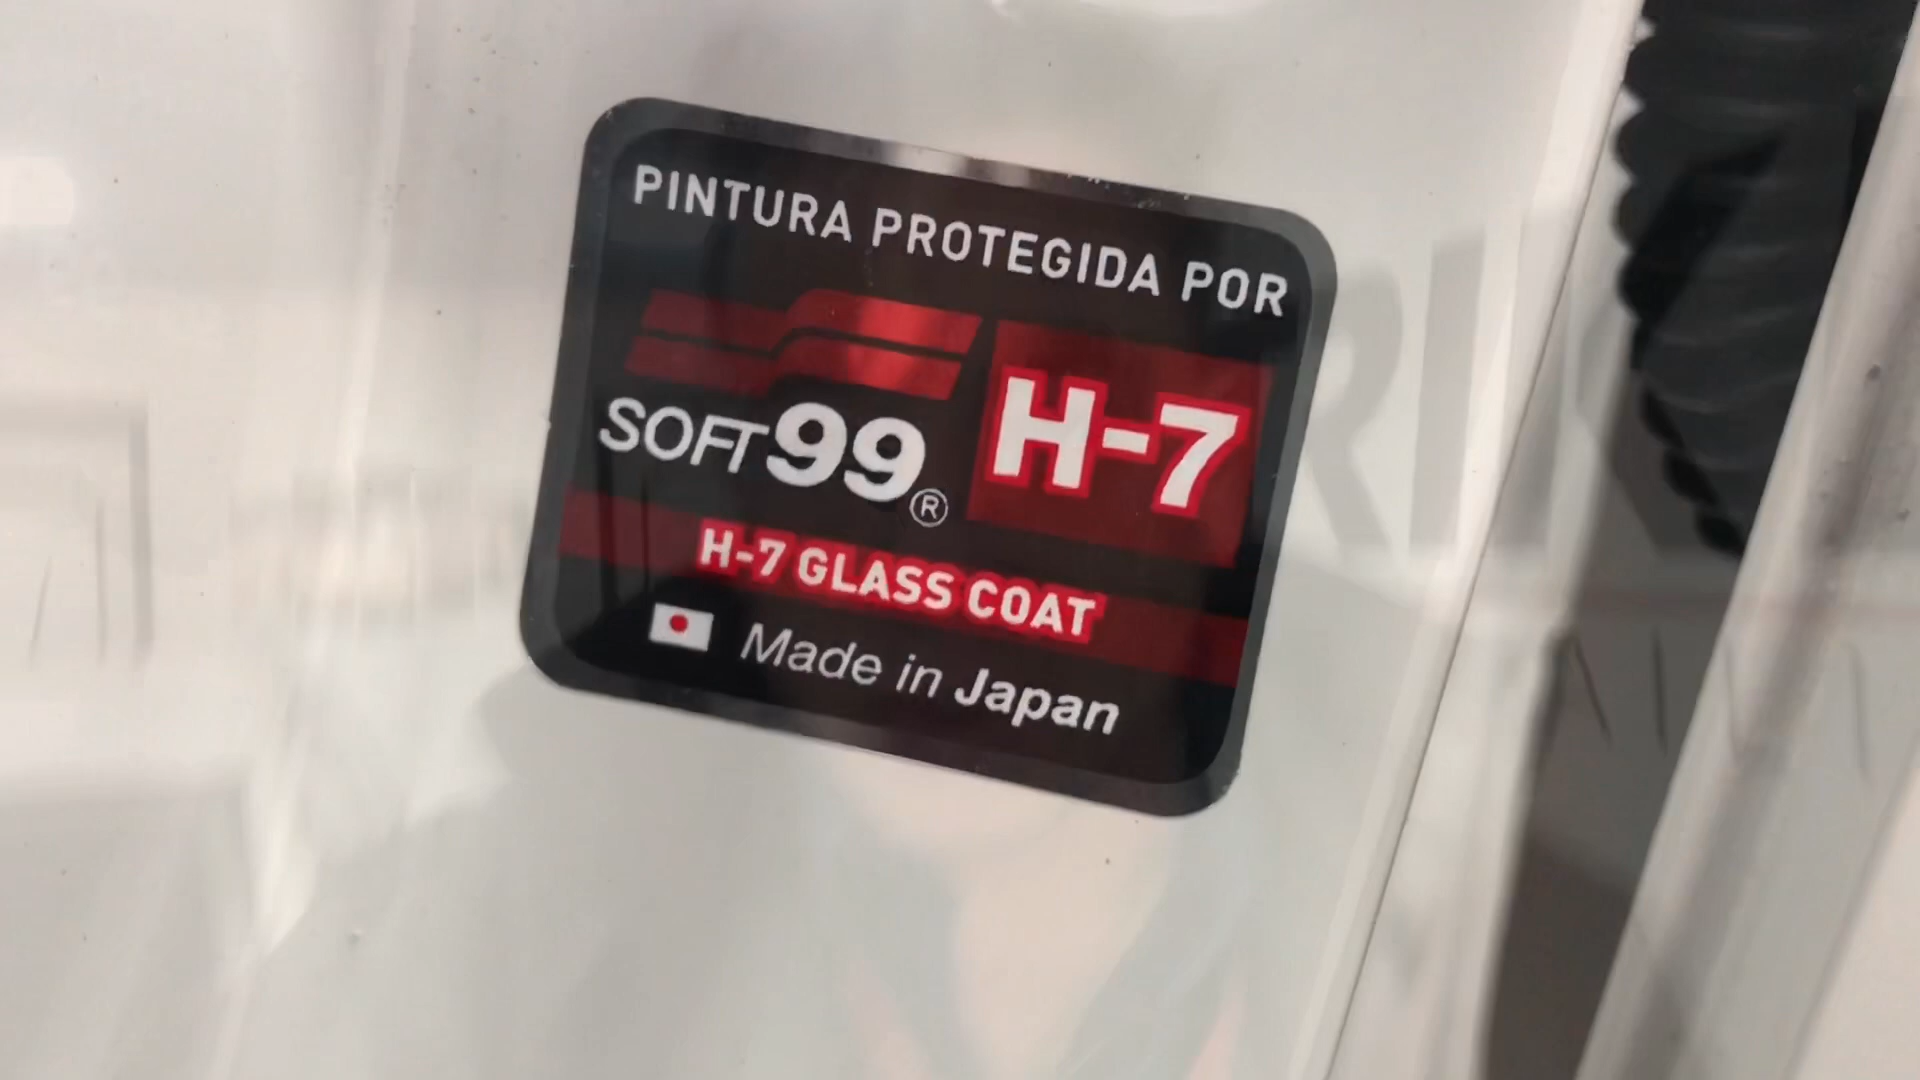 PINTURA PROTEGIDA POR
SOFT99® H-7
H-7 GLASS COAT
Made in Japan